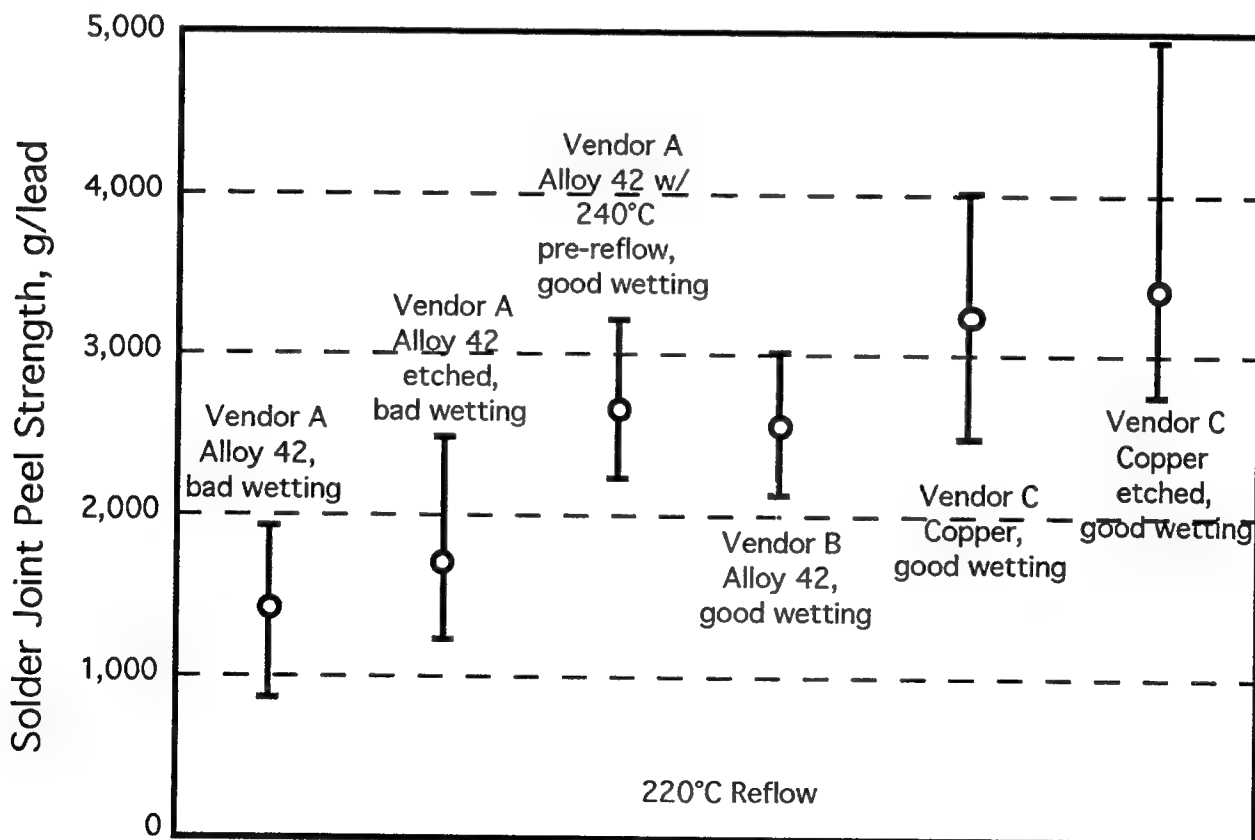 Solder Joint Peel Strength, g/lead
5,000
4,000
3,000
2,000
1,000
0
Vendor A
Alloy 42,
bad wetting
Vendor A
Alloy 42
etched,
bad wetting
Vendor A
Alloy 42 w/
240°C
pre-reflow,
good wetting
Vendor B
Alloy 42,
good wetting
Vendor C
Copper,
good wetting
Vendor C
Copper
etched,
good wetting
220°C Reflow